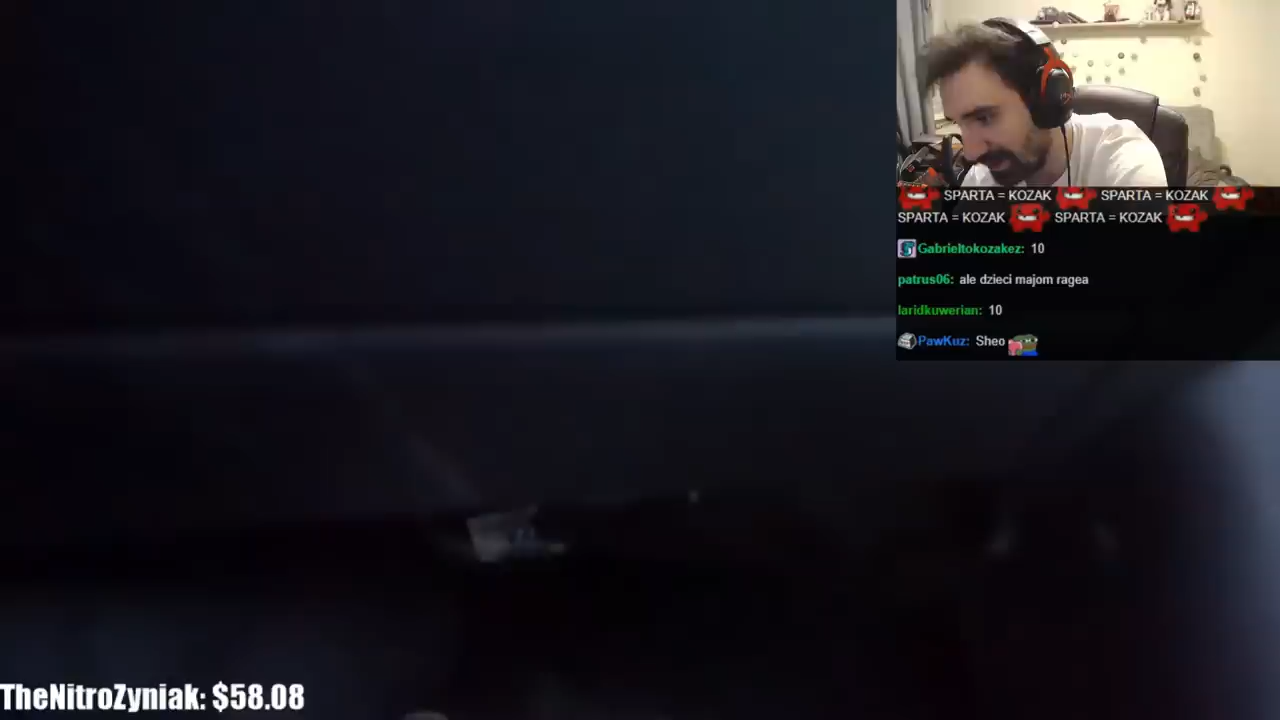 SPARTA = KOZAK SPARTA = KOZAK
SPARTA = KOZAK SPARTA = KOZAK
Gabrieltokozakez: 10
patrus06: ale dzieci majom ragea
laridkuwerian: 10
PawKuz: Sheo
TheNitroZyniak: $58.08